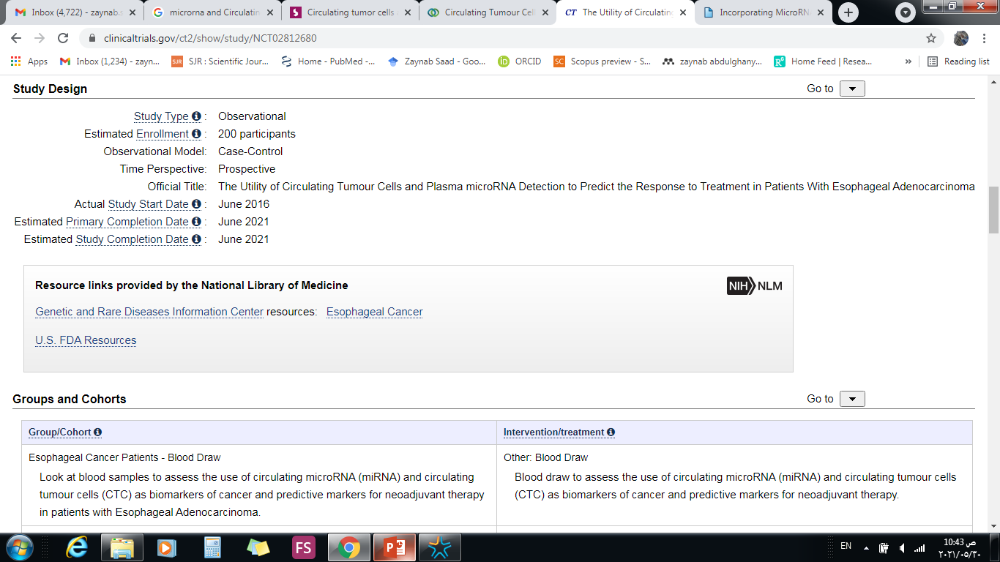 Inbox (4,722) - zaynab.s
microrna and Circulatin
Circulating tumor cells a
Circulating Tumour Cell
CT The Utility of Circulating
Incorporating MicroRNA
clinicaltrials.gov/ct2/show/study/NCT02812680
Apps Inbox (1,234) - zayn... SJR SJR : Scientific Jour... Home - PubMed -... Zaynab Saad - Goo... iD ORCID SC Scopus preview - S... zaynab abdulghany... R Home Feed | Resea... » Reading list
Study Design Go to
Study Type : Observational
Estimated Enrollment : 200 participants
Observational Model: Case-Control
Time Perspective: Prospective
Official Title: The Utility of Circulating Tumour Cells and Plasma microRNA Detection to Predict the Response to Treatment in Patients With Esophageal Adenocarcinoma
Actual Study Start Date : June 2016
Estimated Primary Completion Date : June 2021
Estimated Study Completion Date : June 2021
Resource links provided by the National Library of Medicine
NIH NLM
Genetic and Rare Diseases Information Center resources: Esophageal Cancer
U.S. FDA Resources
Groups and Cohorts Go to
Group/Cohort
Intervention/treatment
Esophageal Cancer Patients - Blood Draw
Look at blood samples to assess the use of circulating microRNA (miRNA) and circulating
tumour cells (CTC) as biomarkers of cancer and predictive markers for neoadjuvant therapy
in patients with Esophageal Adenocarcinoma.
Other: Blood Draw
Blood draw to assess the use of circulating microRNA (miRNA) and circulating tumour cells
(CTC) as biomarkers of cancer and predictive markers for neoadjuvant therapy.
FS
EN
10:43 ص
٢٠٢١/٠٥/٣٠